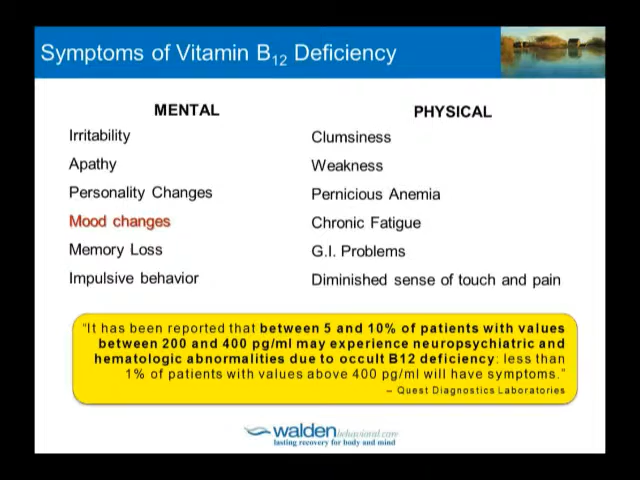 Symptoms of Vitamin B12 Deficiency
MENTAL
Irritability
Apathy
Personality Changes
Mood changes
Memory Loss
Impulsive behavior
PHYSICAL
Clumsiness
Weakness
Pernicious Anemia
Chronic Fatigue
G.I. Problems
Diminished sense of touch and pain
"It has been reported that between 5 and 10% of patients with values
between 200 and 400 pg/ml may experience neuropsychiatric and
hematologic abnormalities due to occult B12 deficiency: less than
1% of patients with values above 400 pg/ml will have symptoms."
– Quest Diagnostics Laboratories
walden behavioral care
lasting recovery for body and mind